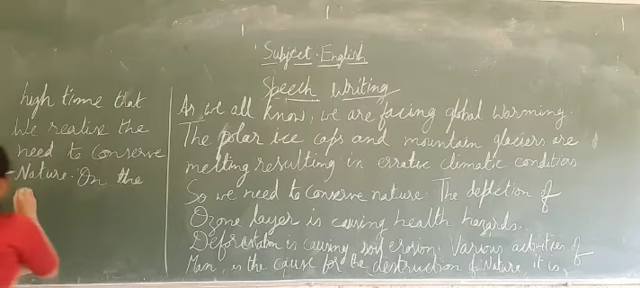 Subject. English
Speech Writing
As we all know, we are facing global warming.
The polar ice caps and mountain glaciers are
melting resulting in erratic climatic conditions
So we need to conserve nature. The depletion of
Ozone layer is causing health hazards.
Deforestation is causing soil erosion. Various activities of
Man, is the cause for the destruction of Nature, it is,
high time that
we realise the
need to conserve
Nature. On the